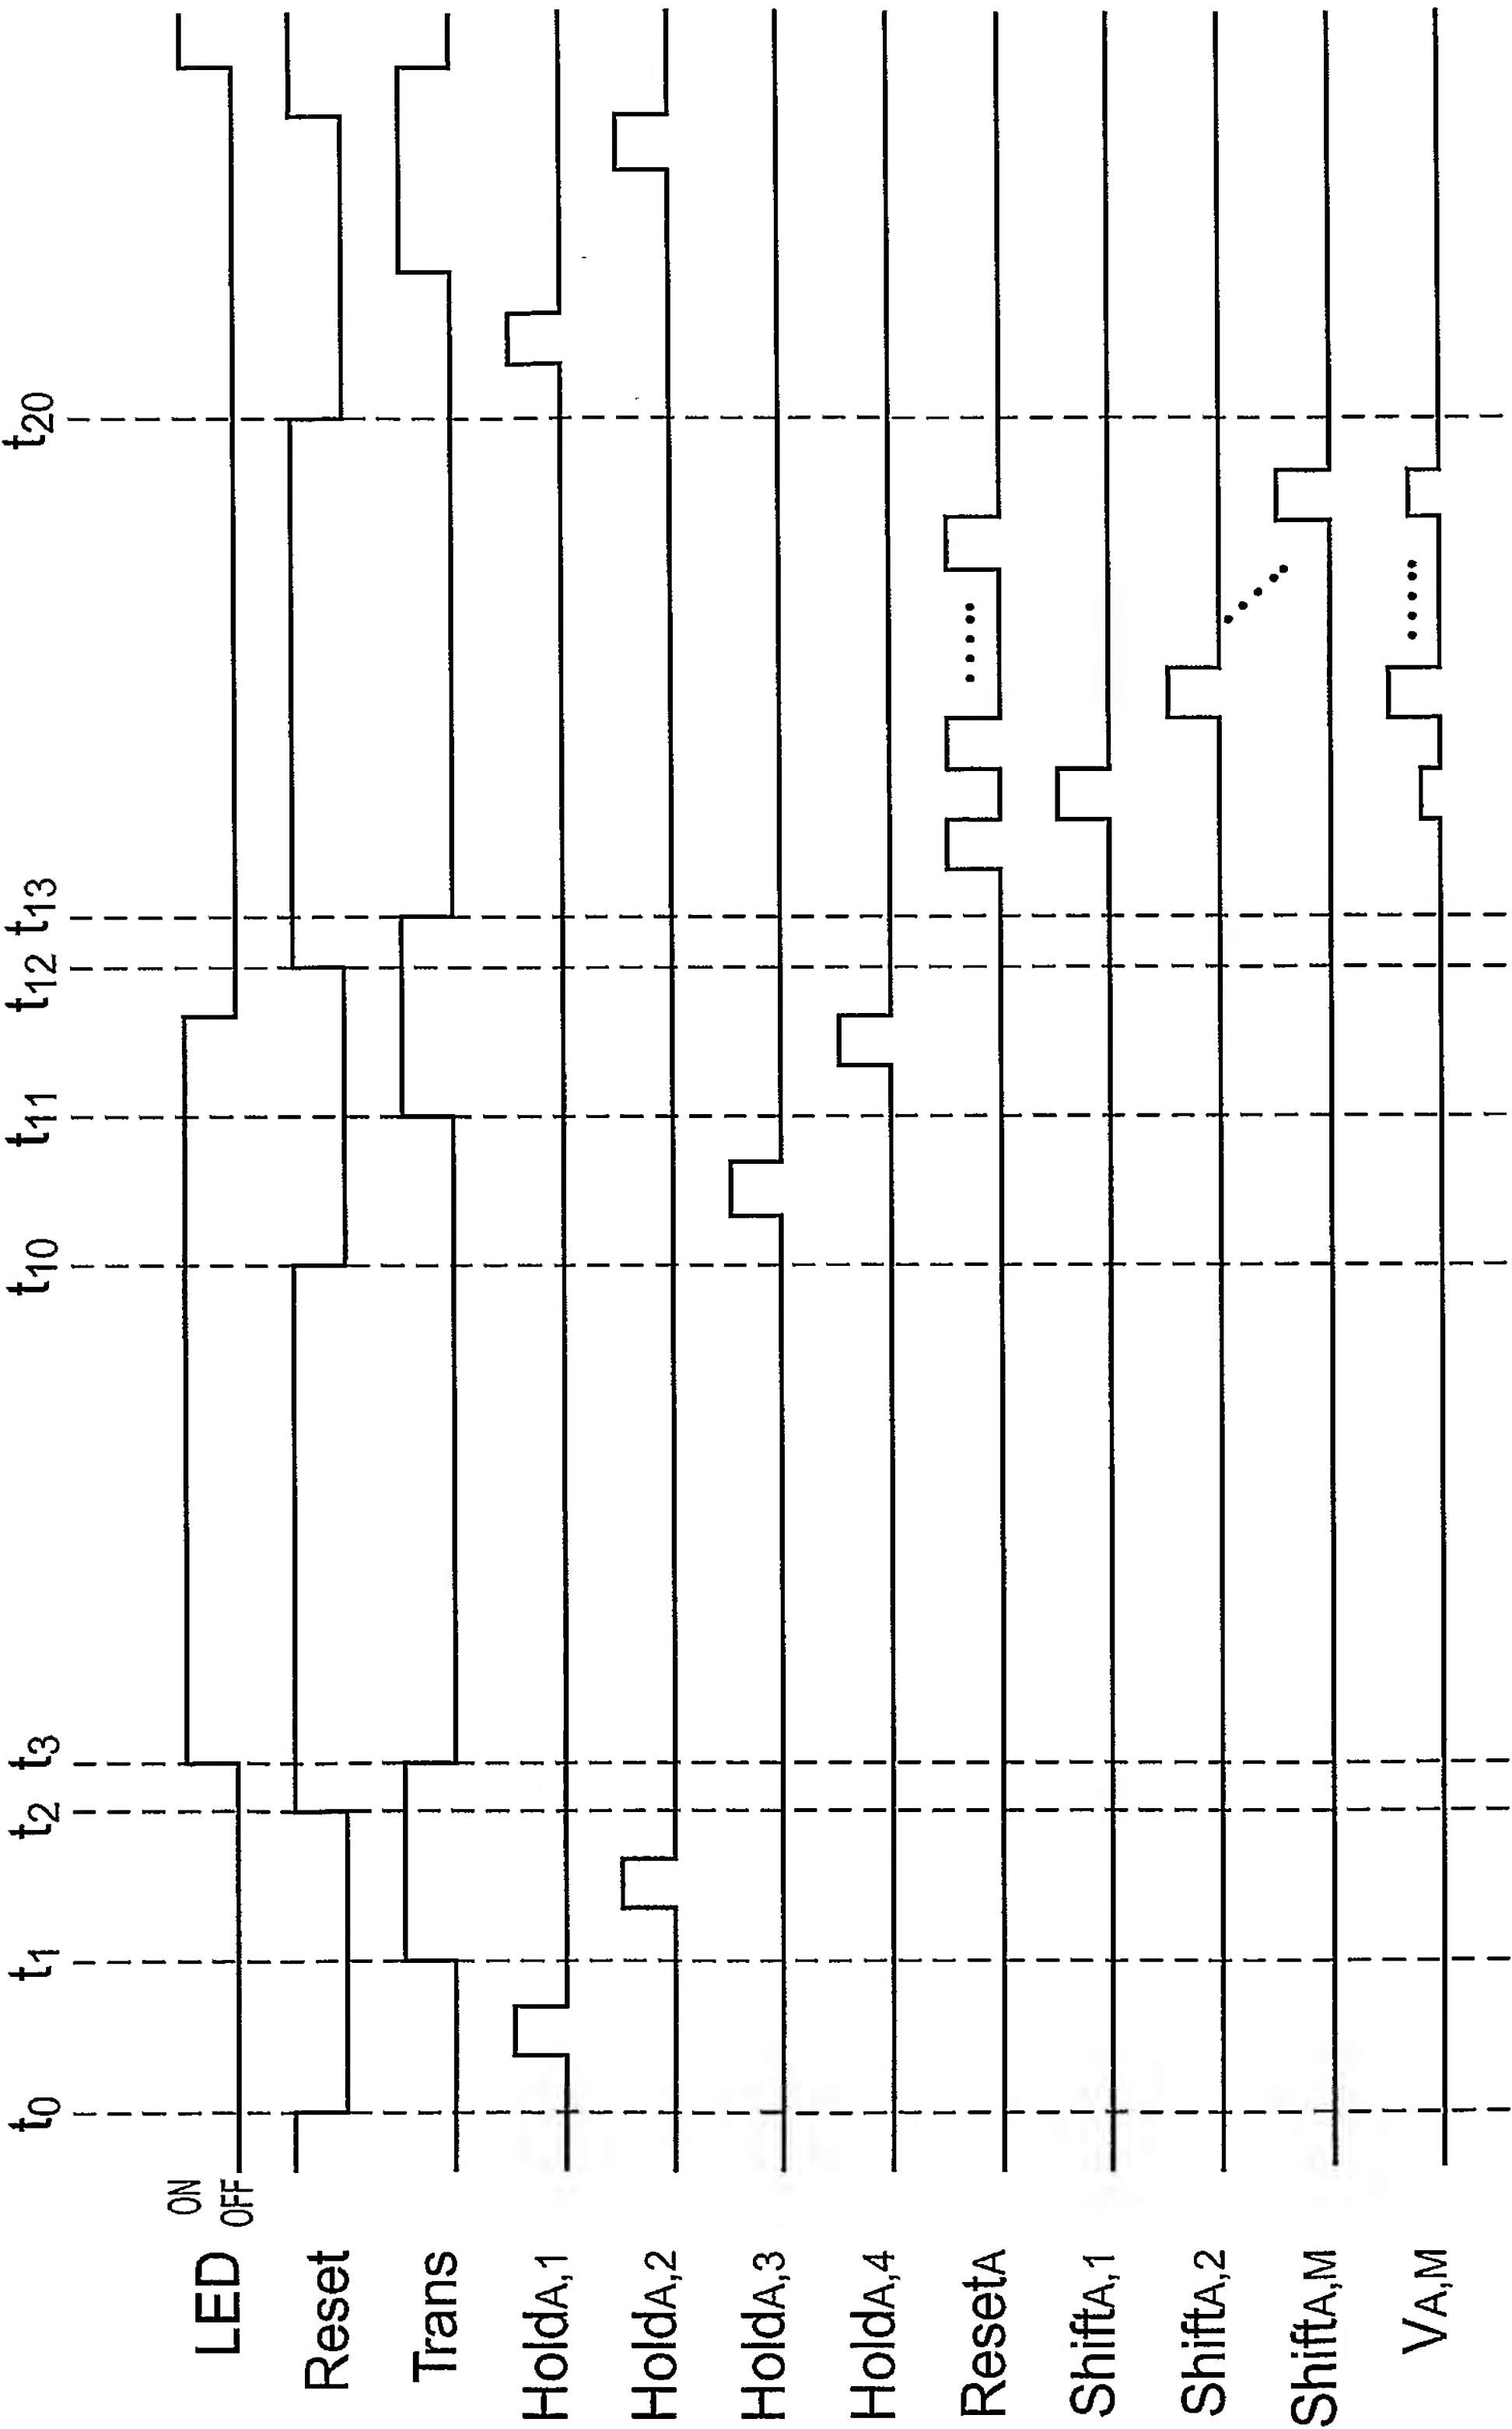 t0 t1 t2 t3 t10 t11 t12 t13 t20
LED ON OFF
Reset
Trans
HoldA,1
HoldA,2
HoldA,3
HoldA,4
ResetA
ShiftA,1
ShiftA,2
ShiftA,M
VA,M